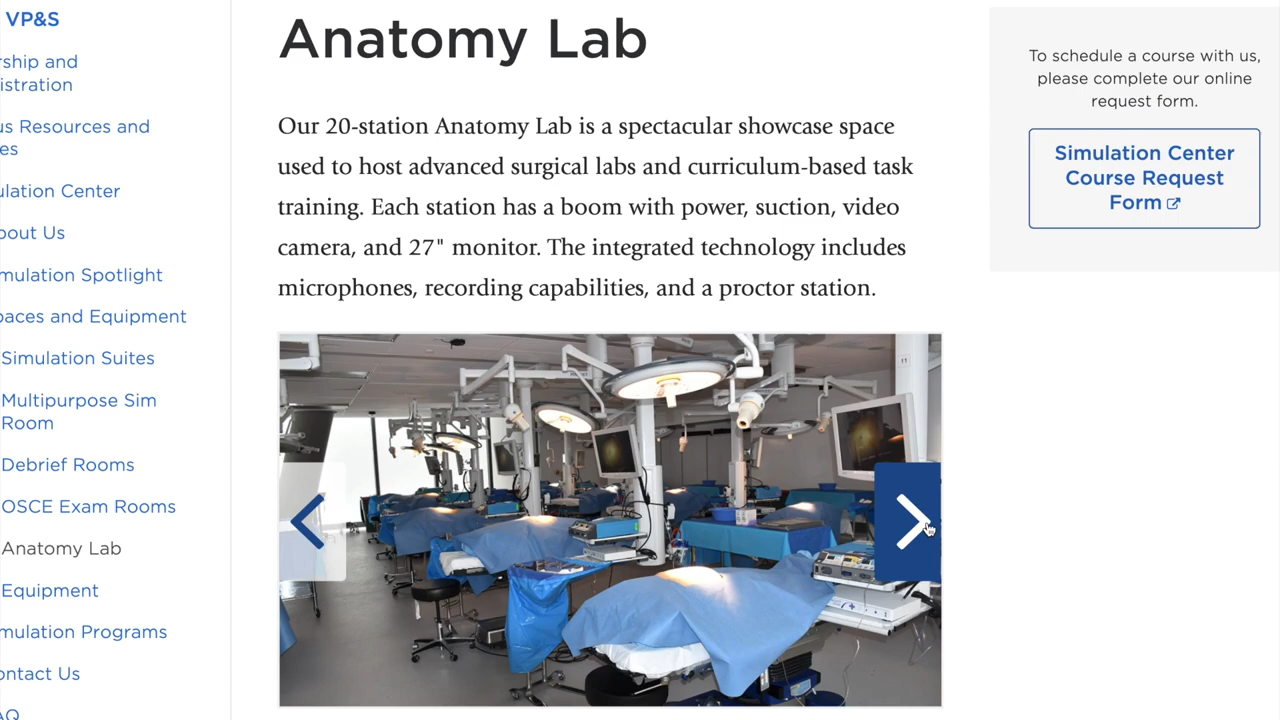 VP&S
rship and
istration
us Resources and
es
ulation Center
bout Us
mulation Spotlight
paces and Equipment
Simulation Suites
Multipurpose Sim
Room
Debrief Rooms
OSCE Exam Rooms
Anatomy Lab
Equipment
mulation Programs
ontact Us
AQ
Anatomy Lab
Our 20-station Anatomy Lab is a spectacular showcase space
used to host advanced surgical labs and curriculum-based task
training. Each station has a boom with power, suction, video
camera, and 27" monitor. The integrated technology includes
microphones, recording capabilities, and a proctor station.
11
To schedule a course with us,
please complete our online
request form.
Simulation Center
Course Request
Form